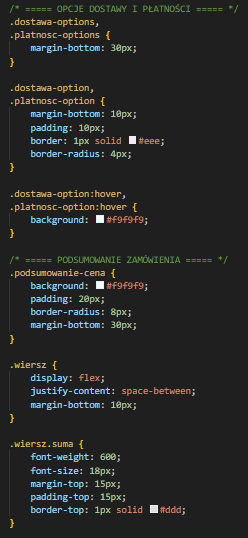 /* ===== OPCJE DOSTAWY I PŁATNOŚCI ===== */
.dostawa-options,
.platnosc-options {
    margin-bottom: 30px;
}

.dostawa-option,
.platnosc-option {
    margin-bottom: 10px;
    padding: 10px;
    border: 1px solid #eee;
    border-radius: 4px;
}

.dostawa-option:hover,
.platnosc-option:hover {
    background: #f9f9f9;
}

/* ===== PODSUMOWANIE ZAMÓWIENIA ===== */
.podsumowanie-cena {
    background: #f9f9f9;
    padding: 20px;
    border-radius: 8px;
    margin-bottom: 30px;
}

.wiersz {
    display: flex;
    justify-content: space-between;
    margin-bottom: 10px;
}

.wiersz.suma {
    font-weight: 600;
    font-size: 18px;
    margin-top: 15px;
    padding-top: 15px;
    border-top: 1px solid #ddd;
}